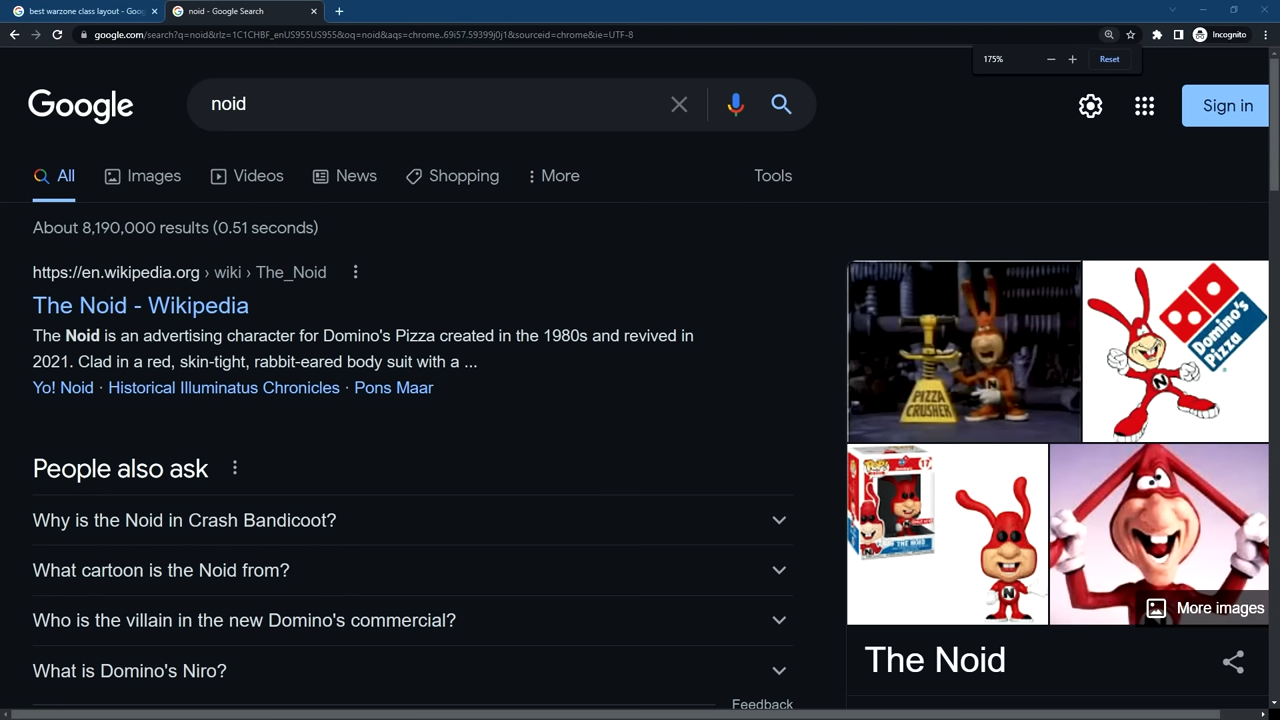 best warzone class layout - Goog
noid - Google Search
google.com/search?q=noid&rlz=1C1CHBF_enUS955US955&oq=noid&aqs=chrome..69i57.59399j0j1&sourceid=chrome&ie=UTF-8
Incognito
175%
Reset
Google
noid
Sign in
All
Images
Videos
News
Shopping
More
Tools
About 8,190,000 results (0.51 seconds)
https://en.wikipedia.org › wiki › The_Noid
The Noid - Wikipedia
The Noid is an advertising character for Domino's Pizza created in the 1980s and revived in
2021. Clad in a red, skin-tight, rabbit-eared body suit with a ...
Yo! Noid · Historical Illuminatus Chronicles · Pons Maar
People also ask
Why is the Noid in Crash Bandicoot?
What cartoon is the Noid from?
Who is the villain in the new Domino's commercial?
What is Domino's Niro?
Feedback
PIZZA
CRUSHER
N
Domino's
Pizza
N
POP!
17
THE NOID
N
N
More images
The Noid